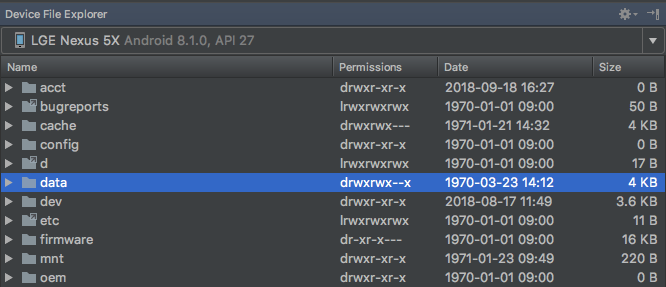 Device File Explorer
LGE Nexus 5X Android 8.1.0, API 27
Name Permissions Date Size
acct drwxr-xr-x 2018-09-18 16:27 0 B
bugreports lrwxrwxrwx 1970-01-01 09:00 50 B
cache drwxrwx--- 1971-01-21 14:32 4 KB
config drwxr-xr-x 1970-01-01 09:00 0 B
d lrwxrwxrwx 1970-01-01 09:00 17 B
data drwxrwx--x 1970-03-23 14:12 4 KB
dev drwxr-xr-x 2018-08-17 11:49 3.6 KB
etc lrwxrwxrwx 1970-01-01 09:00 11 B
firmware dr-xr-x--- 1970-01-01 09:00 16 KB
mnt drwxr-xr-x 1971-01-23 09:49 220 B
oem drwxr-xr-x 1970-01-01 09:00 0 B